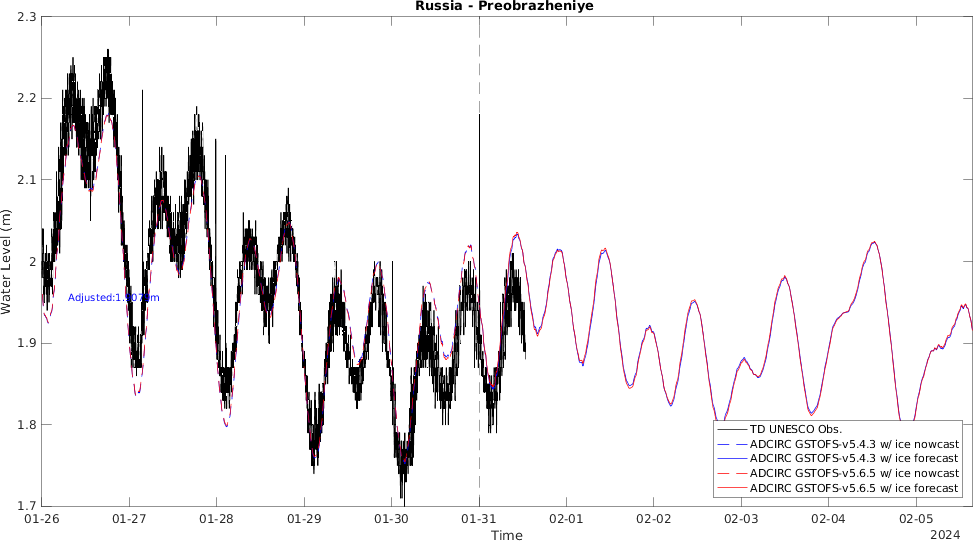 Russia - Preobrazheniye
2.3
2.2
2.1
2
1.9
1.8
1.7
Water Level (m)
TD UNESCO Obs.
ADCIRC GSTOFS-v5.4.3 w/ ice nowcast
ADCIRC GSTOFS-v5.4.3 w/ ice forecast
ADCIRC GSTOFS-v5.6.5 w/ ice nowcast
ADCIRC GSTOFS-v5.6.5 w/ ice forecast
01-26 01-27 01-28 01-29 01-30 01-31 02-01 02-02 02-03 02-04 02-05
Time
2024